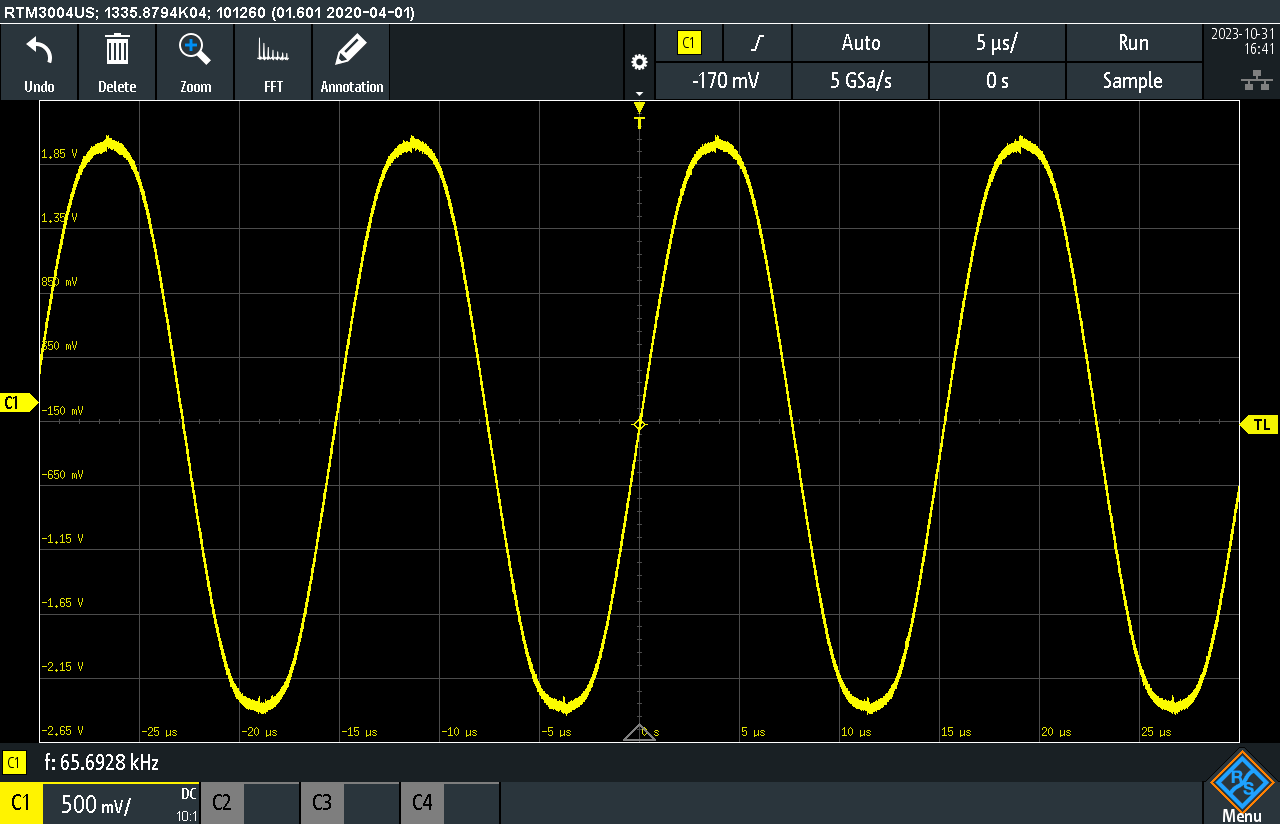 RTM3004US; 1335.8794K04; 101260 (01.601 2020-04-01)
Undo
Delete
Zoom
FFT
Annotation
C1
Auto
5 µs/
Run
2023-10-31
16:41
-170 mV
5 GSa/s
0 s
Sample
T
1.85 V
1.35 V
850 mV
350 mV
C1
-150 mV
TL
-650 mV
-1.15 V
-1.65 V
-2.15 V
-2.65 V
-25 µs
-20 µs
-15 µs
-10 µs
-5 µs
0 s
5 µs
10 µs
15 µs
20 µs
25 µs
C1
f: 65.6928 kHz
C1
500 mV/
DC
10:1
C2
C3
C4
R S
Menu